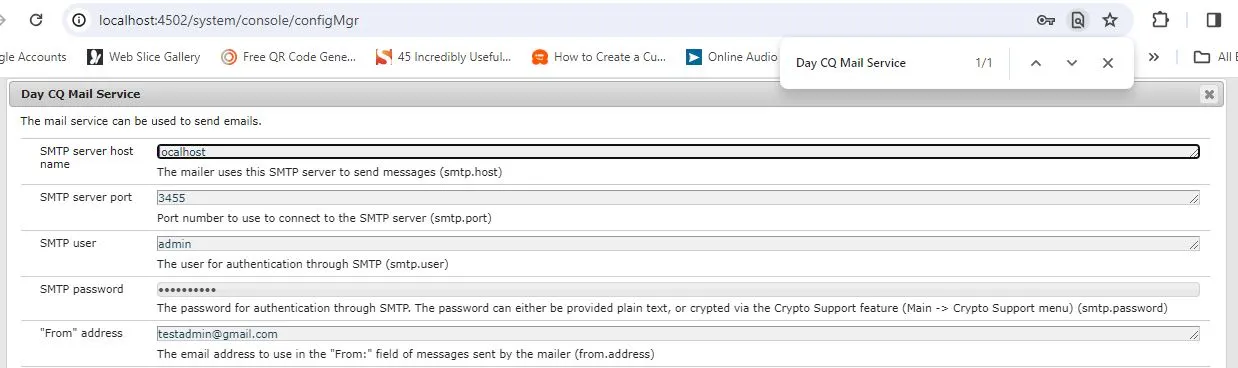 localhost:4502/system/console/configMgr
gle Accounts Web Slice Gallery Free QR Code Gene... 45 Incredibly Useful... How to Create a Cu... Online Audio » All
Day CQ Mail Service 1/1
Day CQ Mail Service
The mail service can be used to send emails.
SMTP server host
name
localhost
The mailer uses this SMTP server to send messages (smtp.host)
SMTP server port
3455
Port number to use to connect to the SMTP server (smtp.port)
SMTP user
admin
The user for authentication through SMTP (smtp.user)
SMTP password
••••••••••
The password for authentication through SMTP. The password can either be provided plain text, or crypted via the Crypto Support feature (Main -> Crypto Support menu) (smtp.password)
"From" address
testadmin@gmail.com
The email address to use in the "From:" field of messages sent by the mailer (from.address)